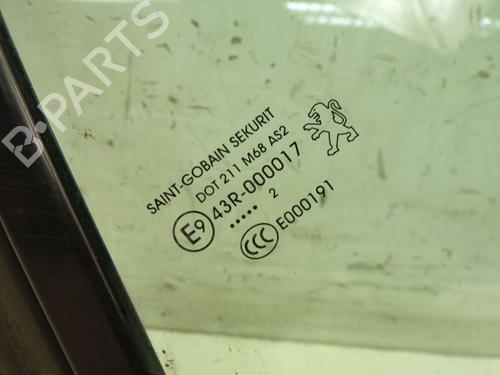 B-PARTS
SAINT-GOBAIN SEKURIT
DOT 211 M68 AS2
E9 43R-000017
..... 2
CCC E000191